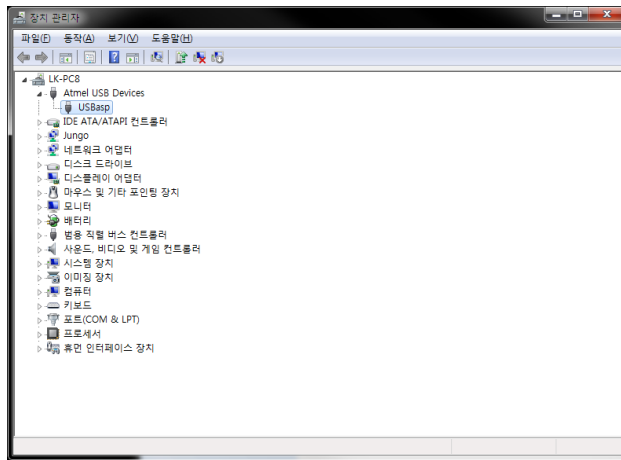 장치 관리자
파일(F) 동작(A) 보기(V) 도움말(H)
LK-PC8
Atmel USB Devices
USBasp
IDE ATA/ATAPI 컨트롤러
Jungo
네트워크 어댑터
디스크 드라이브
디스플레이 어댑터
마우스 및 기타 포인팅 장치
모니터
배터리
범용 직렬 버스 컨트롤러
사운드, 비디오 및 게임 컨트롤러
시스템 장치
이미징 장치
컴퓨터
키보드
포트(COM & LPT)
프로세서
휴먼 인터페이스 장치